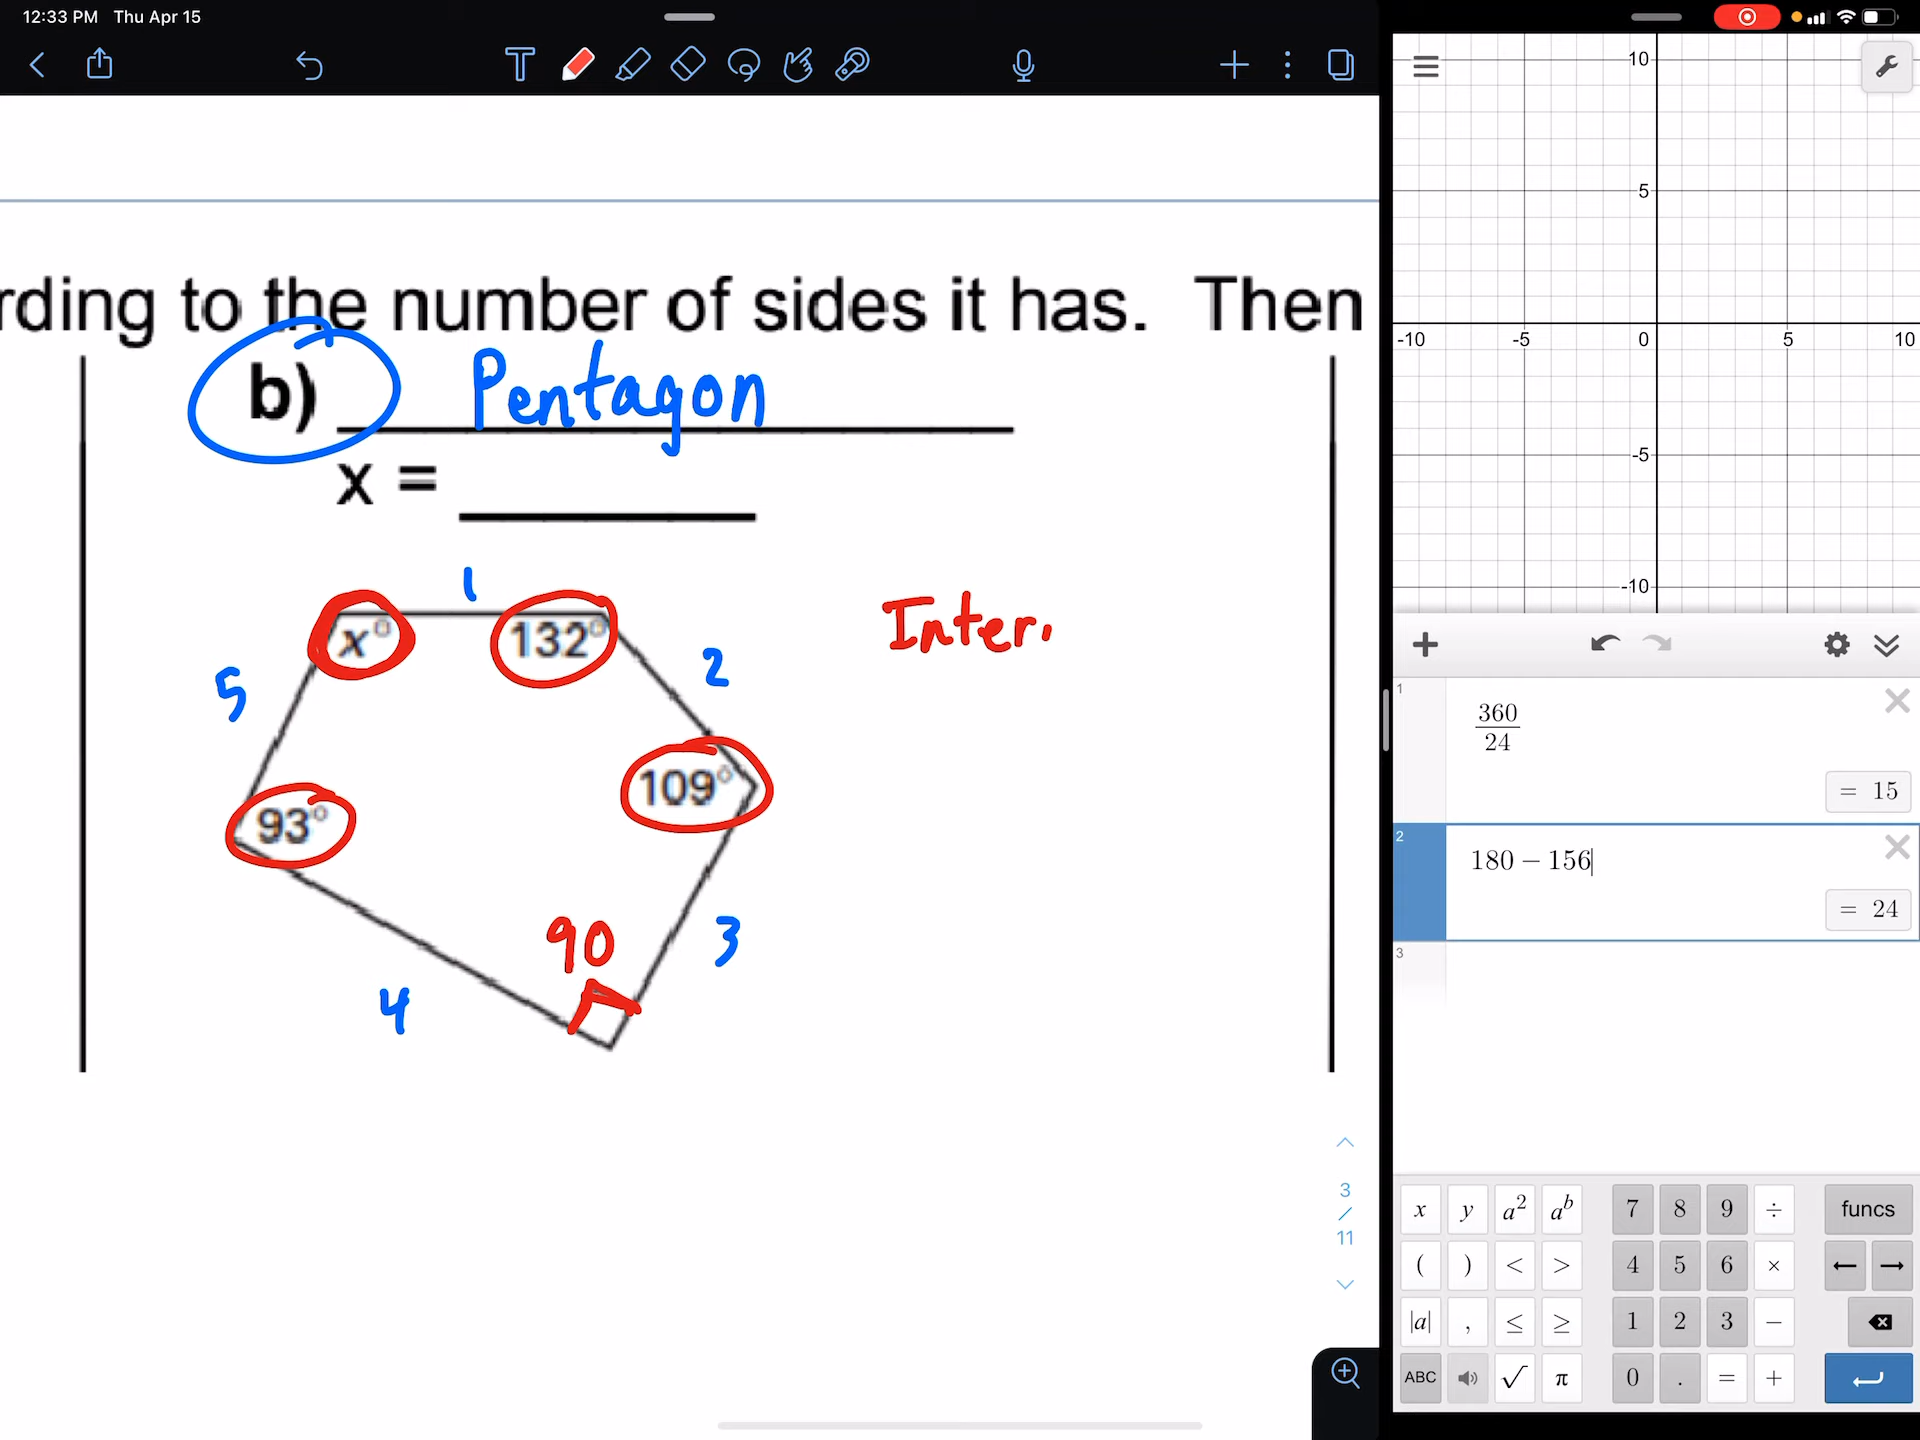 12:33 PM Thu Apr 15
rding to the number of sides it has. Then
b) Pentagon
x =
1
x° 132°
Inter
5
2
109°
93°
90
3
4
3
/
11
10
5
-10 -5 0 5 10
-5
-10
1
360
24
= 15
2
180 − 156
= 24
3
x y a² aᵇ 7 8 9 ÷ funcs
( ) < > 4 5 6 × ← →
|a| , ≤ ≥ 1 2 3 −
ABC √ π 0 . = +